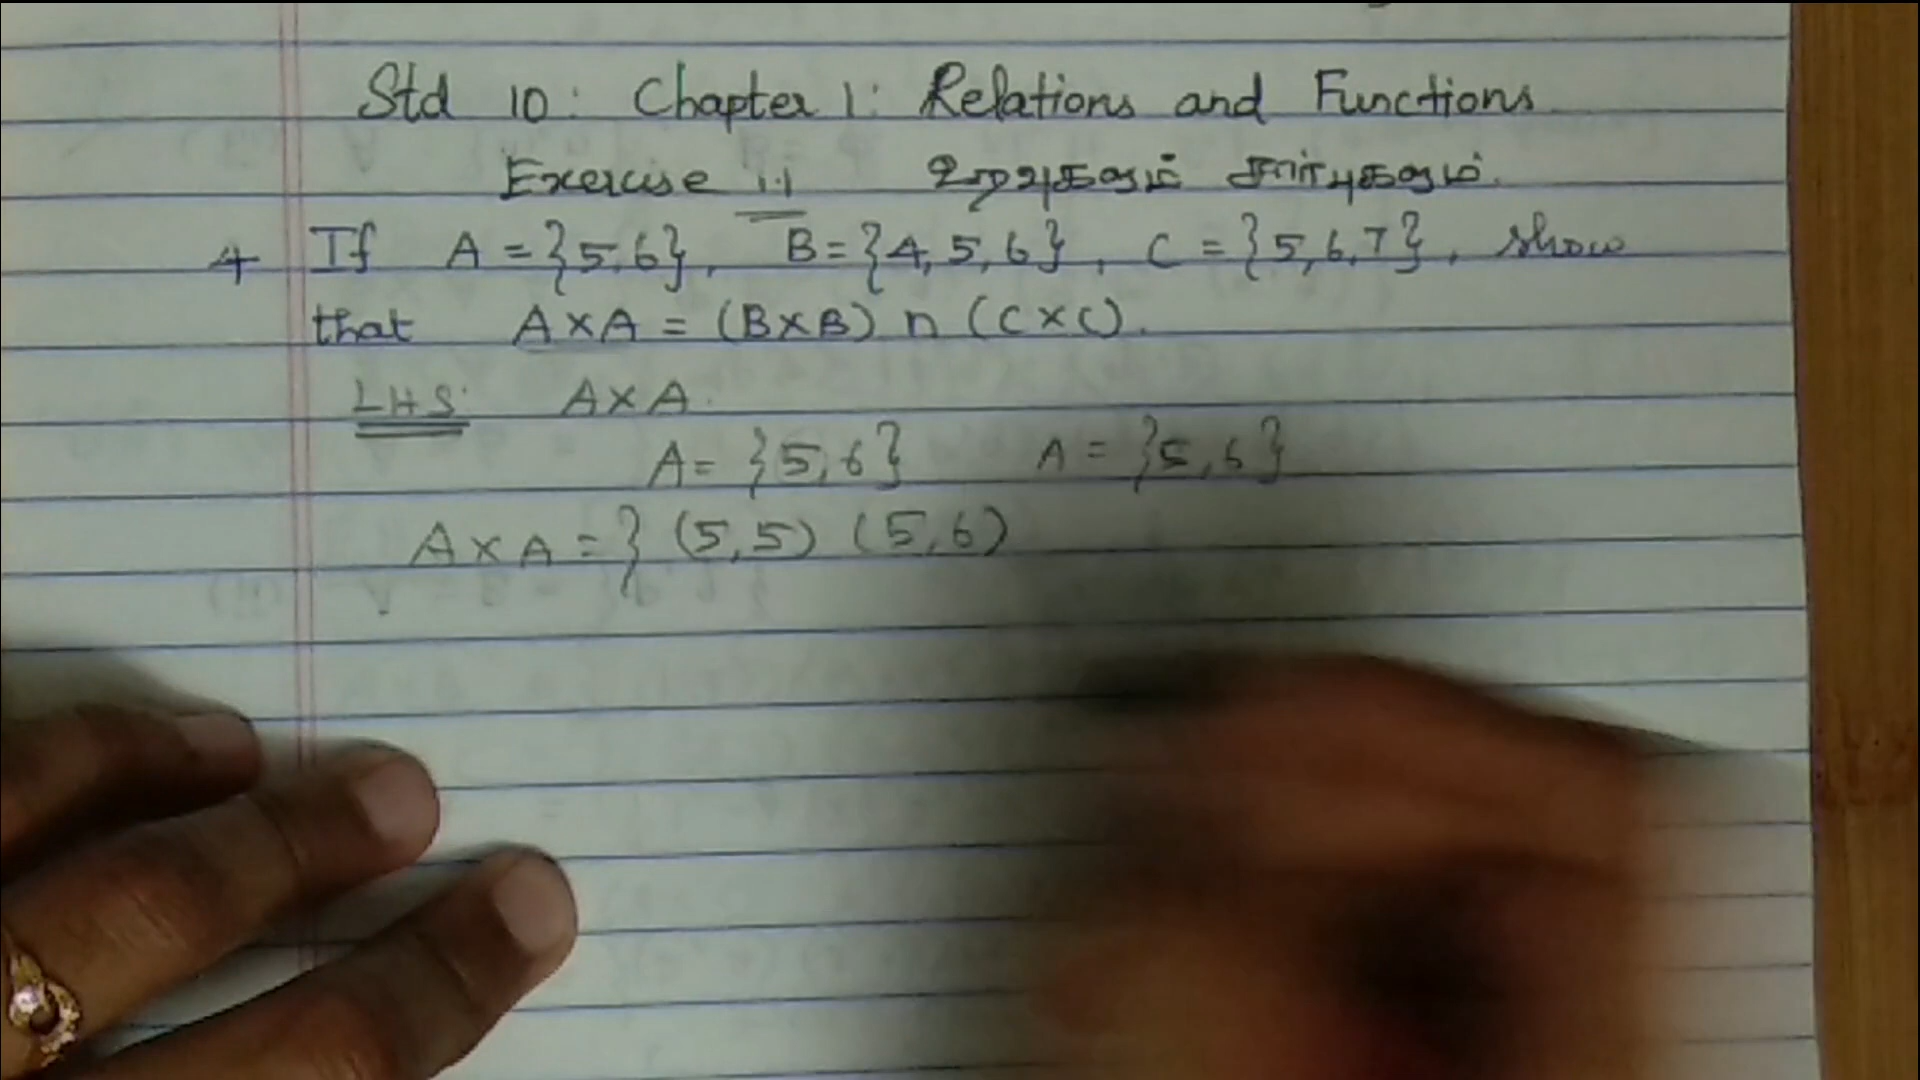 Std 10: Chapter 1: Relations and Functions
Exercise 1.1 உறவுகளும் சார்புகளும்.
4 If A = {5,6}, B = {4,5,6}, C = {5,6,7}, show
that A×A = (B×B) ∩ (C×C).
LHS. A×A.
A = {5,6} A = {5,6}
A×A = { (5,5) (5,6)